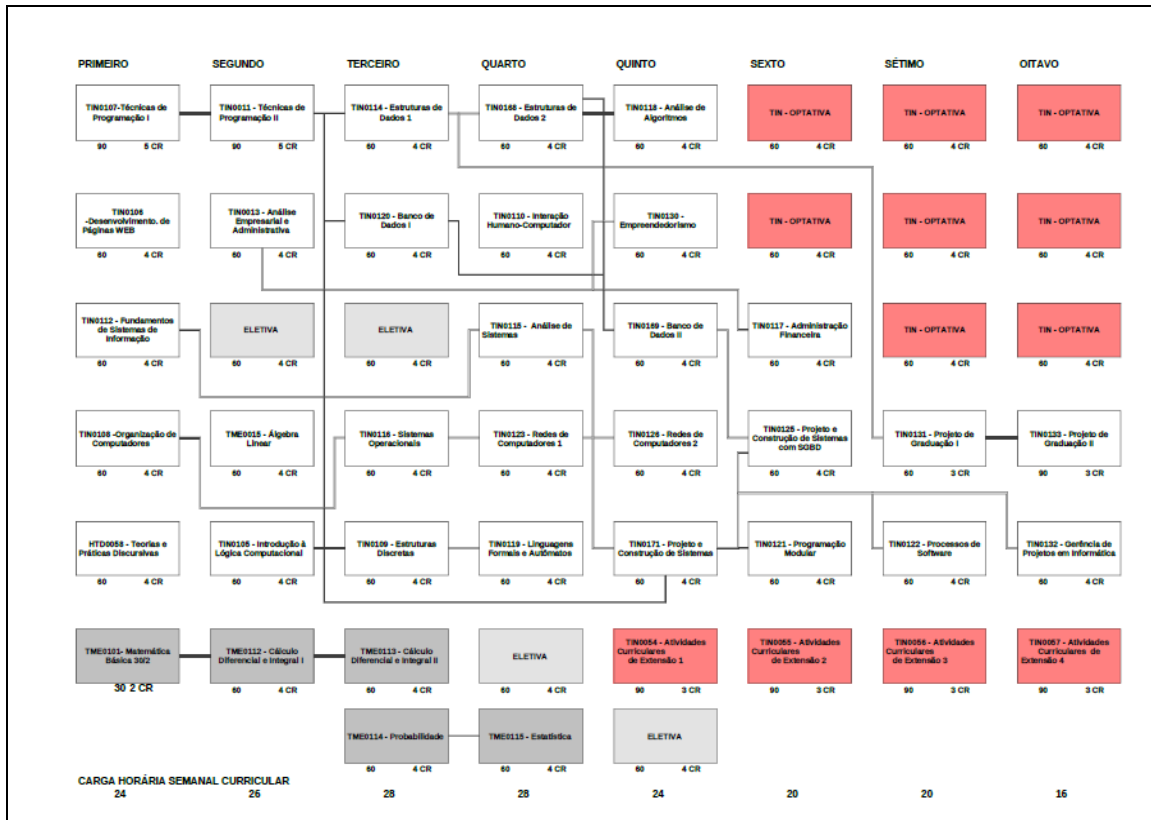 PRIMEIRO SEGUNDO TERCEIRO QUARTO QUINTO SEXTO SÉTIMO OITAVO
TIN0107-Técnicas de
Programação I
90 5 CR
TIN0011 - Técnicas de
Programação II
90 5 CR
TIN0114 - Estruturas de
Dados 1
60 4 CR
TIN0168 - Estruturas de
Dados 2
60 4 CR
TIN0118 - Análise de
Algoritmos
60 4 CR
TIN - OPTATIVA
60 4 CR
TIN - OPTATIVA
60 4 CR
TIN - OPTATIVA
60 4 CR
TIN0106
-Desenvolvimento. de
Páginas WEB
60 4 CR
TIN0013 - Análise
Empresarial e
Administrativa
60 4 CR
TIN0120 - Banco de
Dados I
60 4 CR
TIN0110 - Interação
Humano-Computador
60 4 CR
TIN0130 -
Empreendedorismo
60 4 CR
TIN - OPTATIVA
60 4 CR
TIN - OPTATIVA
60 4 CR
TIN - OPTATIVA
60 4 CR
TIN0112 - Fundamentos
de Sistemas de
Informação
60 4 CR
ELETIVA
60 4 CR
ELETIVA
60 4 CR
TIN0115 - Análise de
Sistemas
60 4 CR
TIN0169 - Banco de
Dados II
60 4 CR
TIN0117 - Administração
Financeira
60 4 CR
TIN - OPTATIVA
60 4 CR
TIN - OPTATIVA
60 4 CR
TIN0108 -Organização de
Computadores
60 4 CR
TME0015 - Álgebra
Linear
60 4 CR
TIN0116 - Sistemas
Operacionais
60 4 CR
TIN0123 - Redes de
Computadores 1
60 4 CR
TIN0126 - Redes de
Computadores 2
60 4 CR
TIN0125 - Projeto e
Construção de Sistemas
com SGBD
60 4 CR
TIN0131 - Projeto de
Graduação I
60 3 CR
TIN0133 - Projeto de
Graduação II
90 3 CR
HTD0058 - Teorias e
Práticas Discursivas
60 4 CR
TIN0105 - Introdução à
Lógica Computacional
60 4 CR
TIN0109 - Estruturas
Discretas
60 4 CR
TIN0119 - Linguagens
Formais e Autômatos
60 4 CR
TIN0171 - Projeto e
Construção de Sistemas
60 4 CR
TIN0121 - Programação
Modular
60 4 CR
TIN0122 - Processos de
Software
60 4 CR
TIN0132 - Gerência de
Projetos em Informática
60 4 CR
TME0101- Matemática
Básica 30/2
30 2 CR
TME0112 - Cálculo
Diferencial e Integral I
60 4 CR
TME0113 - Cálculo
Diferencial e Integral II
60 4 CR
ELETIVA
60 4 CR
TIN0054 - Atividades
Curriculares
de Extensão 1
90 3 CR
TIN0055 - Atividades
Curriculares
de Extensão 2
90 3 CR
TIN0056 - Atividades
Curriculares
de Extensão 3
90 3 CR
TIN0057 - Atividades
Curriculares de
Extensão 4
90 3 CR
TME0114 - Probabilidade
60 4 CR
TME0115 - Estatística
60 4 CR
ELETIVA
60 4 CR
CARGA HORÁRIA SEMANAL CURRICULAR
24 26 28 28 24 20 20 16